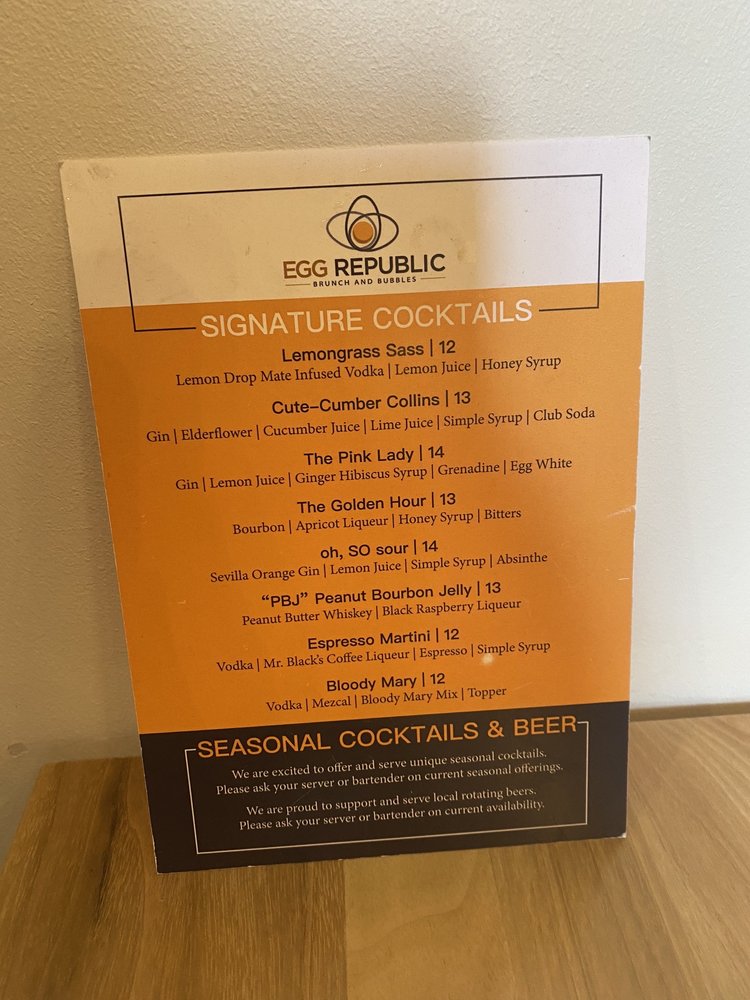 EGG REPUBLIC
BRUNCH AND BUBBLES
SIGNATURE COCKTAILS
Lemongrass Sass | 12
Lemon Drop Mate Infused Vodka | Lemon Juice | Honey Syrup
Cute-Cumber Collins | 13
Gin | Elderflower | Cucumber Juice | Lime Juice | Simple Syrup | Club Soda
The Pink Lady | 14
Gin | Lemon Juice | Ginger Hibiscus Syrup | Grenadine | Egg White
The Golden Hour | 13
Bourbon | Apricot Liqueur | Honey Syrup | Bitters
oh, SO sour | 14
Sevilla Orange Gin | Lemon Juice | Simple Syrup | Absinthe
“PBJ” Peanut Bourbon Jelly | 13
Peanut Butter Whiskey | Black Raspberry Liqueur
Espresso Martini | 12
Vodka | Mr. Black’s Coffee Liqueur | Espresso | Simple Syrup
Bloody Mary | 12
Vodka | Mezcal | Bloody Mary Mix | Topper
SEASONAL COCKTAILS & BEER
We are excited to offer and serve unique seasonal cocktails.
Please ask your server or bartender on current seasonal offerings.
We are proud to support and serve local rotating beers.
Please ask your server or bartender on current availability.